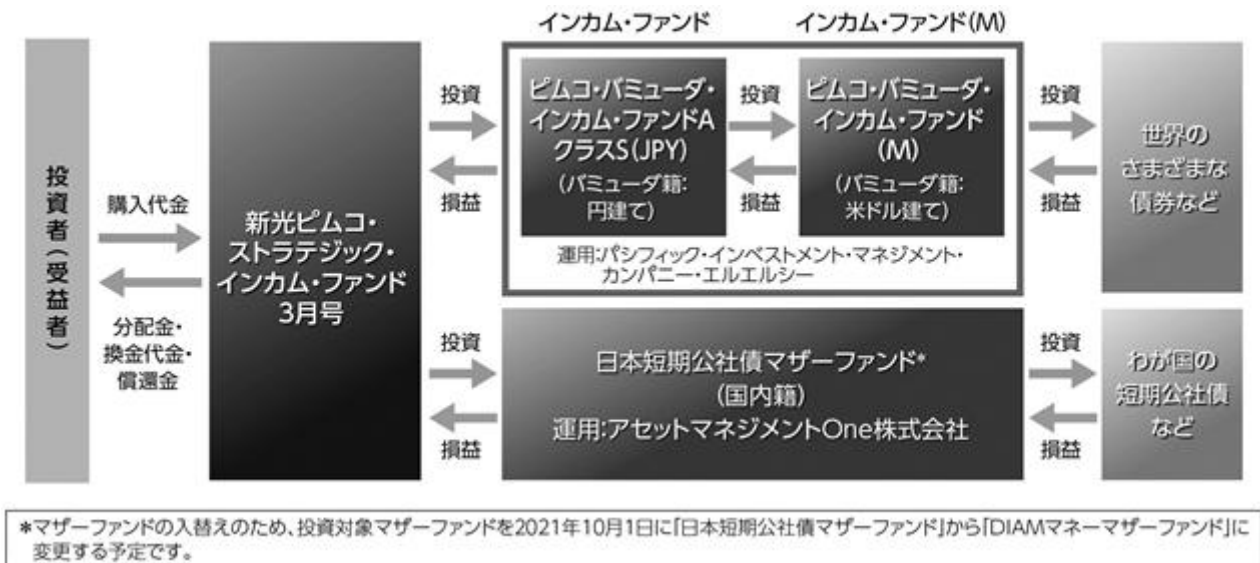 インカム・ファンド
インカム・ファンド(M)
投資者(受益者)
購入代金
分配金・
換金代金・
償還金
新光ピムコ・
ストラテジック・
インカム・ファンド
3月号
投資
損益
ピムコ・バミューダ・
インカム・ファンドA
クラスS(JPY)
(バミューダ籍:
円建て)
投資
損益
ピムコ・バミューダ・
インカム・ファンド
(M)
(バミューダ籍:
米ドル建て)
運用:パシフィック・インベストメント・マネジメント・
カンパニー・エルエルシー
投資
損益
世界の
さまざまな
債券など
投資
損益
日本短期公社債マザーファンド*
(国内籍)
運用:アセットマネジメントOne株式会社
投資
損益
わが国の
短期公社債
など
*マザーファンドの入替えのため、投資対象マザーファンドを2021年10月1日に「日本短期公社債マザーファンド」から「DIAMマネーマザーファンド」に
変更する予定です。